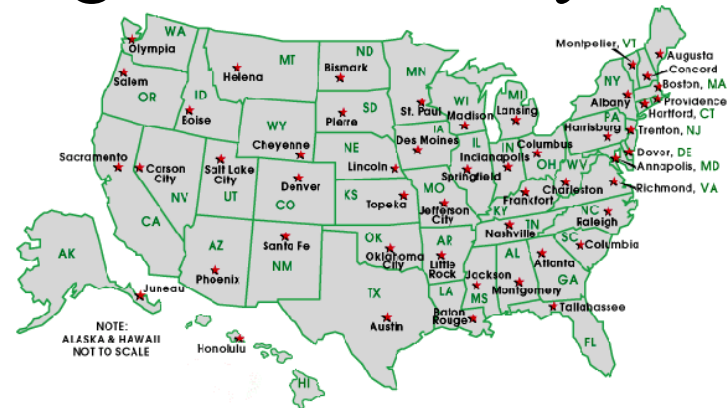 WA
Olympia
MT
Helena
ND
Bismark
MN
St. Paul
Montpelier, VT
Augusta
Concord
Boston, MA
Providence
Hartford, CT
NY
Albany
Salem
OR
ID
Boise
WY
Cheyenne
SD
Pierre
WI
Madison
MI
Lansing
PA
Harrisburg
Trenton, NJ
Dover, DE
Annapolis, MD
Richmond, VA
Sacramento
Carson
City
NV
CA
Salt Lake
City
UT
Denver
CO
NE
Lincoln
KS
Topeka
IA
Des Moines
MO
Jefferson
City
IL
Springfield
IN
Indianapolis
Columbus
OH
WV
Charleston
Frankfort
KY
AZ
Phoenix
Santa Fe
NM
OK
Oklahoma
City
AR
Little
Rock
Nashville
TN
NC
Raleigh
SC
Columbia
TX
Austin
LA
Baton
Rouge
Jackson
MS
AL
Montgomery
Atlanta
GA
Tallahassee
FL
AK
Juneau
NOTE:
ALASKA & HAWAII
NOT TO SCALE
Honolulu
HI